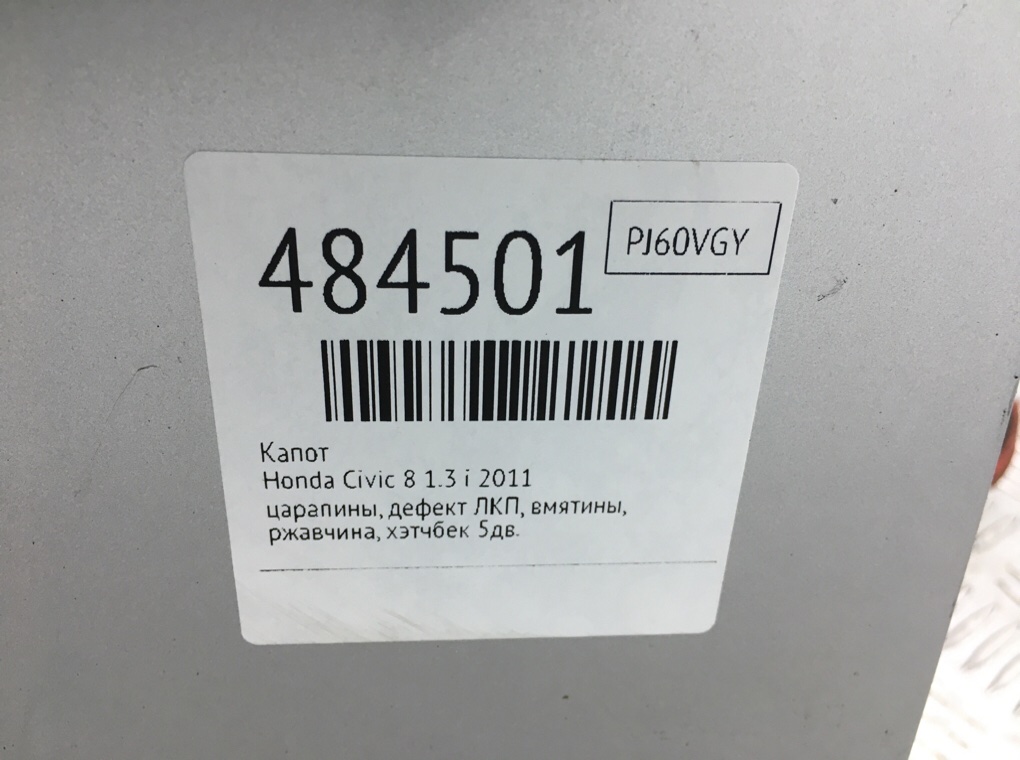 484501
PJ60VGY
Капот
Honda Civic 8 1.3 i 2011
царапины, дефект ЛКП, вмятины,
ржавчина, хэтчбек 5дв.